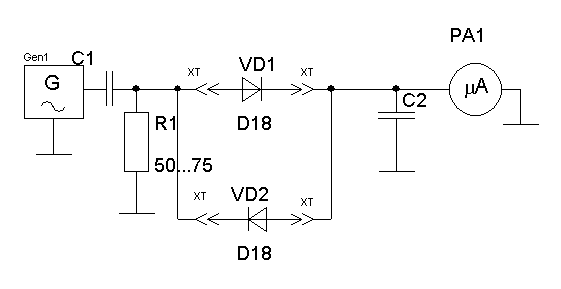 Gen1
C1
G
XT
VD1
XT
PA1
μA
R1
D18
C2
50...75
XT
VD2
XT
D18